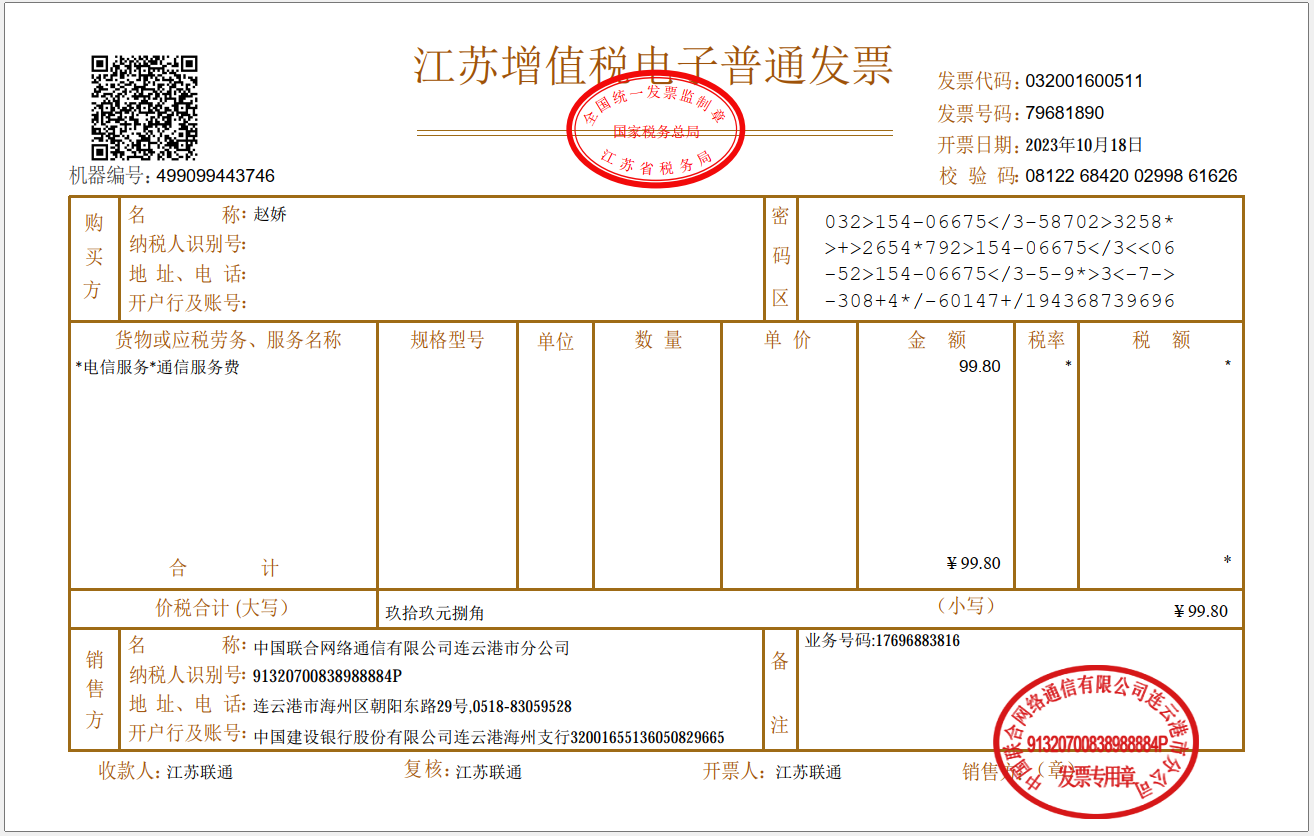 江苏增值税电子普通发票
全国统一发票监制章
国家税务总局
江苏省税务局
发票代码: 032001600511
发票号码: 79681890
开票日期: 2023年10月18日
校 验 码: 08122 68420 02998 61626
机器编号: 499099443746
购买方
名 称: 赵娇
纳税人识别号:
地 址、电 话:
开户行及账号:
密码区
032>154-06675</3-58702>3258*
>+>2654*792>154-06675</3<<06
-52>154-06675</3-5-9*>3<-7->
-308+4*/-60147+/194368739696
货物或应税劳务、服务名称 规格型号 单位 数 量 单 价 金 额 税率 税 额
*电信服务*通信服务费 99.80 * *
合 计 ¥99.80 *
价税合计 (大写) 玖拾玖元捌角 (小写) ¥99.80
销售方
名 称: 中国联合网络通信有限公司连云港市分公司
纳税人识别号: 91320700838988884P
地 址、电 话: 连云港市海州区朝阳东路29号,0518-83059528
开户行及账号: 中国建设银行股份有限公司连云港海州支行32001655136050829665
备注
业务号码:17696883816
收款人: 江苏联通 复核: 江苏联通 开票人: 江苏联通 销售方: (章)
中国联合网络通信有限公司连云港市分公司
91320700838988884P
发票专用章